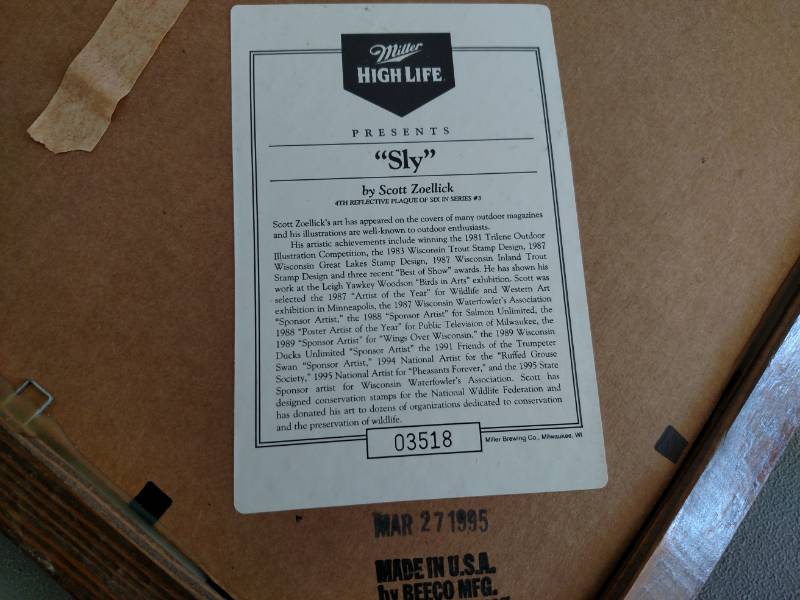 Miller
HIGH LIFE
PRESENTS
“Sly”
by Scott Zoellick
4TH REFLECTIVE PLAQUE OF SIX IN SERIES #3
Scott Zoellick's art has appeared on the covers of many outdoor magazines
and his illustrations are well-known to outdoor enthusiasts.
His artistic achievements include winning the 1981 Trilene Outdoor
Illustration Competition, the 1983 Wisconsin Trout Stamp Design, 1987
Wisconsin Great Lakes Stamp Design, 1987 Wisconsin Inland Trout
Stamp Design and three recent "Best of Show" awards. He has shown his
work at the Leigh Yawkey Woodson "Birds in Arts" exhibition. Scott was
selected the 1987 "Artist of the Year" for Wildlife and Western Art
exhibition in Minneapolis, the 1987 Wisconsin Waterfowler's Association
"Sponsor Artist," the 1988 "Sponsor Artist" for Salmon Unlimited, the
1988 "Poster Artist of the Year" for Public Television of Milwaukee, the
1989 "Sponsor Artist" for "Wings Over Wisconsin," the 1989 Wisconsin
Ducks Unlimited "Sponsor Artist" the 1991 Friends of the Trumpeter
Swan "Sponsor Artist," 1994 National Artist for the "Ruffed Grouse
Society," 1995 National Artist for "Pheasants Forever," and the 1995 State
Sponsor artist for Wisconsin Waterfowler's Association. Scott has
designed conservation stamps for the National Wildlife Federation and
has donated his art to dozens of organizations dedicated to conservation
and the preservation of wildlife.
03518
Miller Brewing Co., Milwaukee, WI
MAR 27 1995
MADE IN U.S.A.
by BEECO MFG.